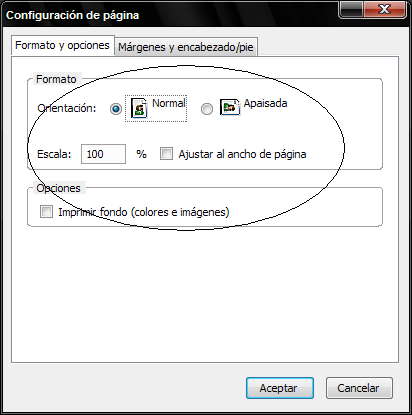 Configuración de página
Formato y opciones Márgenes y encabezado/pie
Formato
Orientación: Normal Apaisada
Escala: 100 % Ajustar al ancho de página
Opciones
Imprimir fondo (colores e imágenes)
Aceptar Cancelar